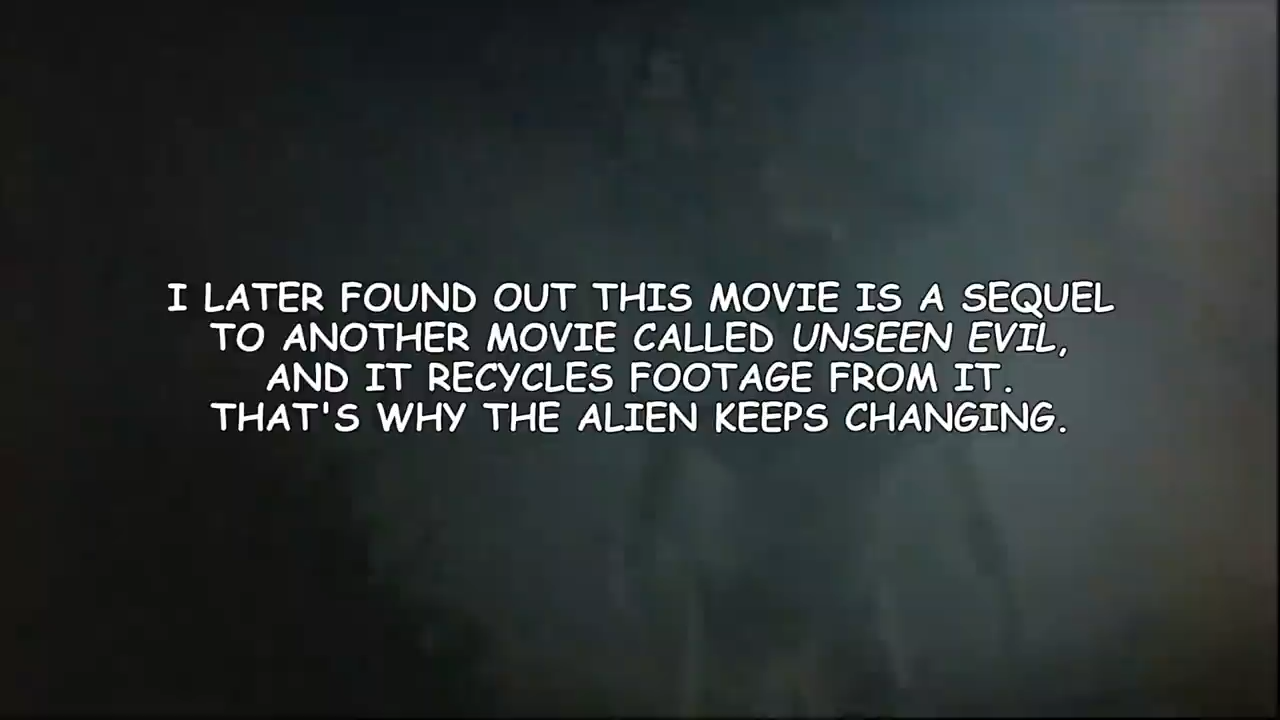 I LATER FOUND OUT THIS MOVIE IS A SEQUEL
TO ANOTHER MOVIE CALLED UNSEEN EVIL,
AND IT RECYCLES FOOTAGE FROM IT.
THAT'S WHY THE ALIEN KEEPS CHANGING.